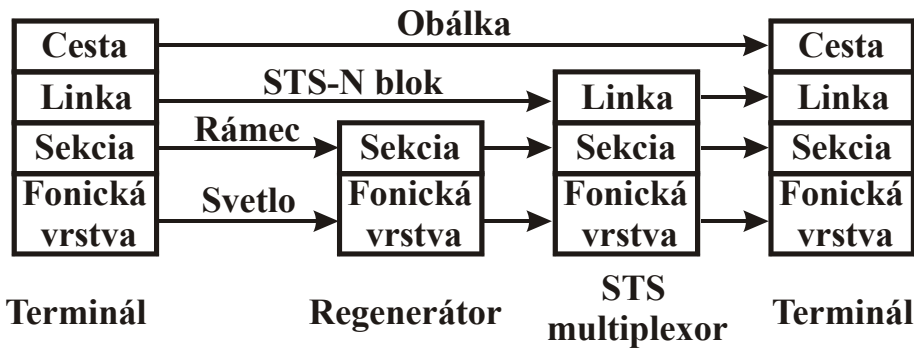 Cesta
Obálka
Cesta
Linka
STS-N blok
Linka
Linka
Sekcia
Rámec
Sekcia
Sekcia
Sekcia
Fonická
vrstva
Svetlo
Fonická
vrstva
Fonická
vrstva
Fonická
vrstva
Terminál
Regenerátor
STS
multiplexor
Terminál